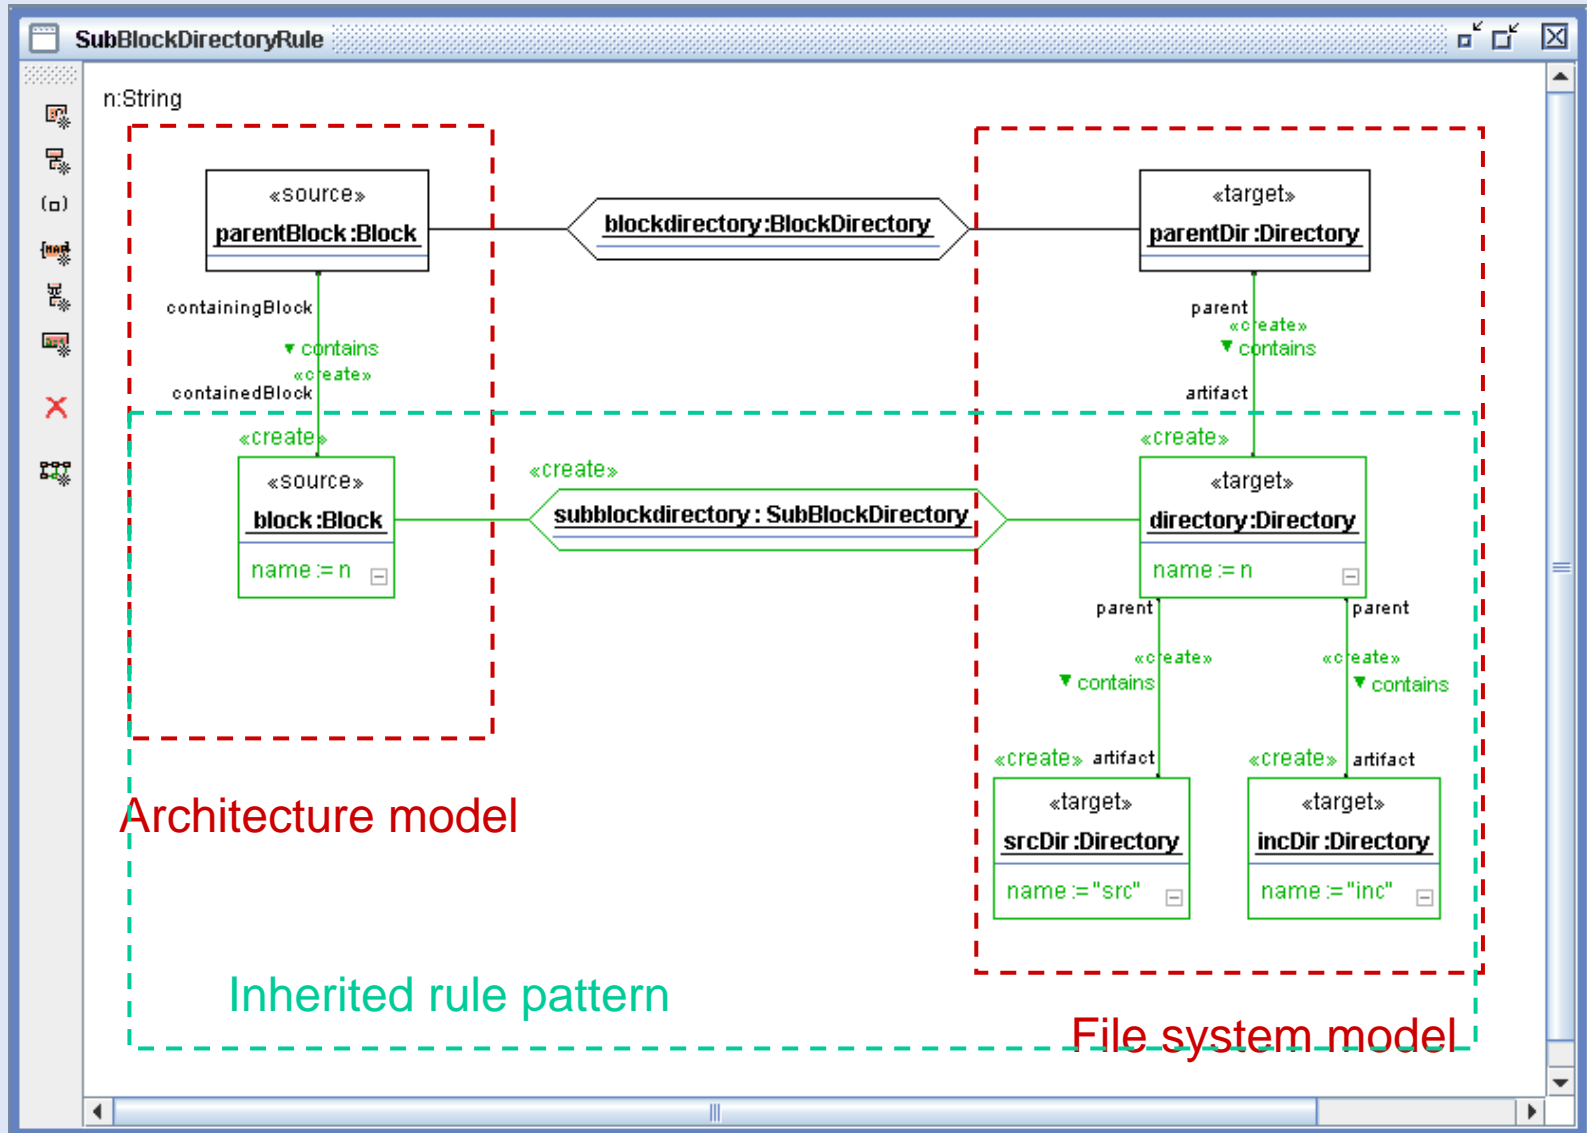 SubBlockDirectoryRule
n:String
«source»
parentBlock :Block
blockdirectory:BlockDirectory
«target»
parentDir :Directory
containingBlock
▼ contains
«create»
containedBlock
parent
«create»
▼ contains
artifact
«create»
«source»
block :Block
name := n
«create»
subblockdirectory : SubBlockDirectory
«create»
«target»
directory:Directory
name := n
parent
«create»
▼ contains
«create» artifact
parent
«create»
▼ contains
«create» artifact
«target»
srcDir :Directory
name := "src"
«target»
incDir :Directory
name := "inc"
Architecture model
Inherited rule pattern
File system model